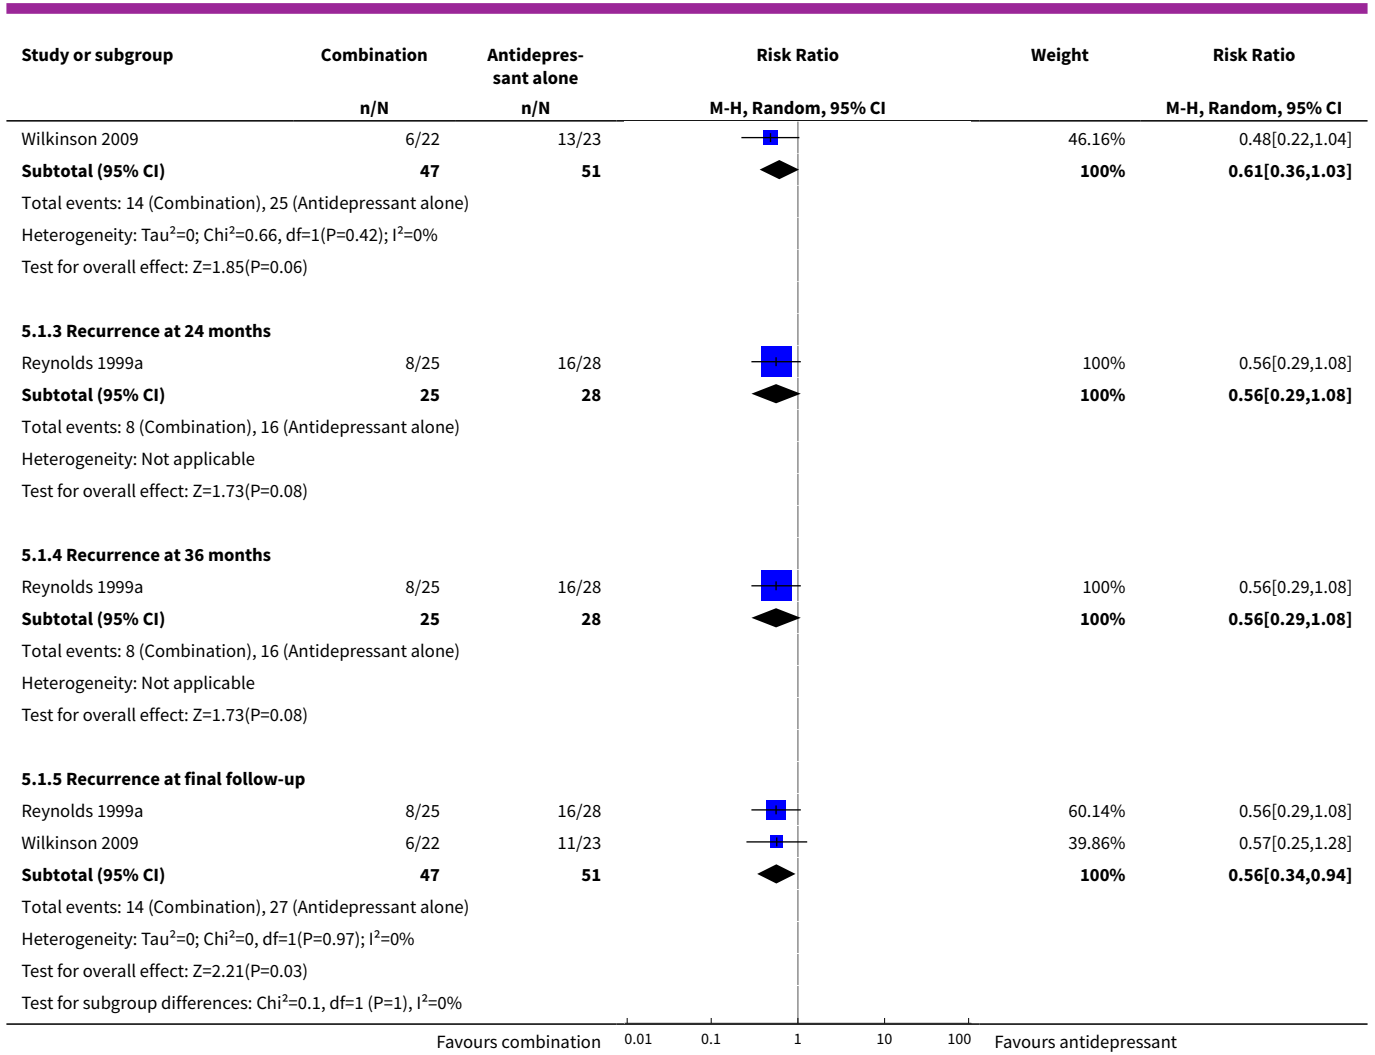 Study or subgroup Combination Antidepres- Risk Ratio Weight Risk Ratio
sant alone
n/N n/N M-H, Random, 95% CI M-H, Random, 95% CI
Wilkinson 2009 6/22 13/23 46.16% 0.48[0.22,1.04]
Subtotal (95% CI) 47 51 100% 0.61[0.36,1.03]
Total events: 14 (Combination), 25 (Antidepressant alone)
Heterogeneity: Tau²=0; Chi²=0.66, df=1(P=0.42); I²=0%
Test for overall effect: Z=1.85(P=0.06)
5.1.3 Recurrence at 24 months
Reynolds 1999a 8/25 16/28 100% 0.56[0.29,1.08]
Subtotal (95% CI) 25 28 100% 0.56[0.29,1.08]
Total events: 8 (Combination), 16 (Antidepressant alone)
Heterogeneity: Not applicable
Test for overall effect: Z=1.73(P=0.08)
5.1.4 Recurrence at 36 months
Reynolds 1999a 8/25 16/28 100% 0.56[0.29,1.08]
Subtotal (95% CI) 25 28 100% 0.56[0.29,1.08]
Total events: 8 (Combination), 16 (Antidepressant alone)
Heterogeneity: Not applicable
Test for overall effect: Z=1.73(P=0.08)
5.1.5 Recurrence at final follow-up
Reynolds 1999a 8/25 16/28 60.14% 0.56[0.29,1.08]
Wilkinson 2009 6/22 11/23 39.86% 0.57[0.25,1.28]
Subtotal (95% CI) 47 51 100% 0.56[0.34,0.94]
Total events: 14 (Combination), 27 (Antidepressant alone)
Heterogeneity: Tau²=0; Chi²=0, df=1(P=0.97); I²=0%
Test for overall effect: Z=2.21(P=0.03)
Test for subgroup differences: Chi²=0.1, df=1 (P=1), I²=0%
Favours combination 0.01 0.1 1 10 100 Favours antidepressant